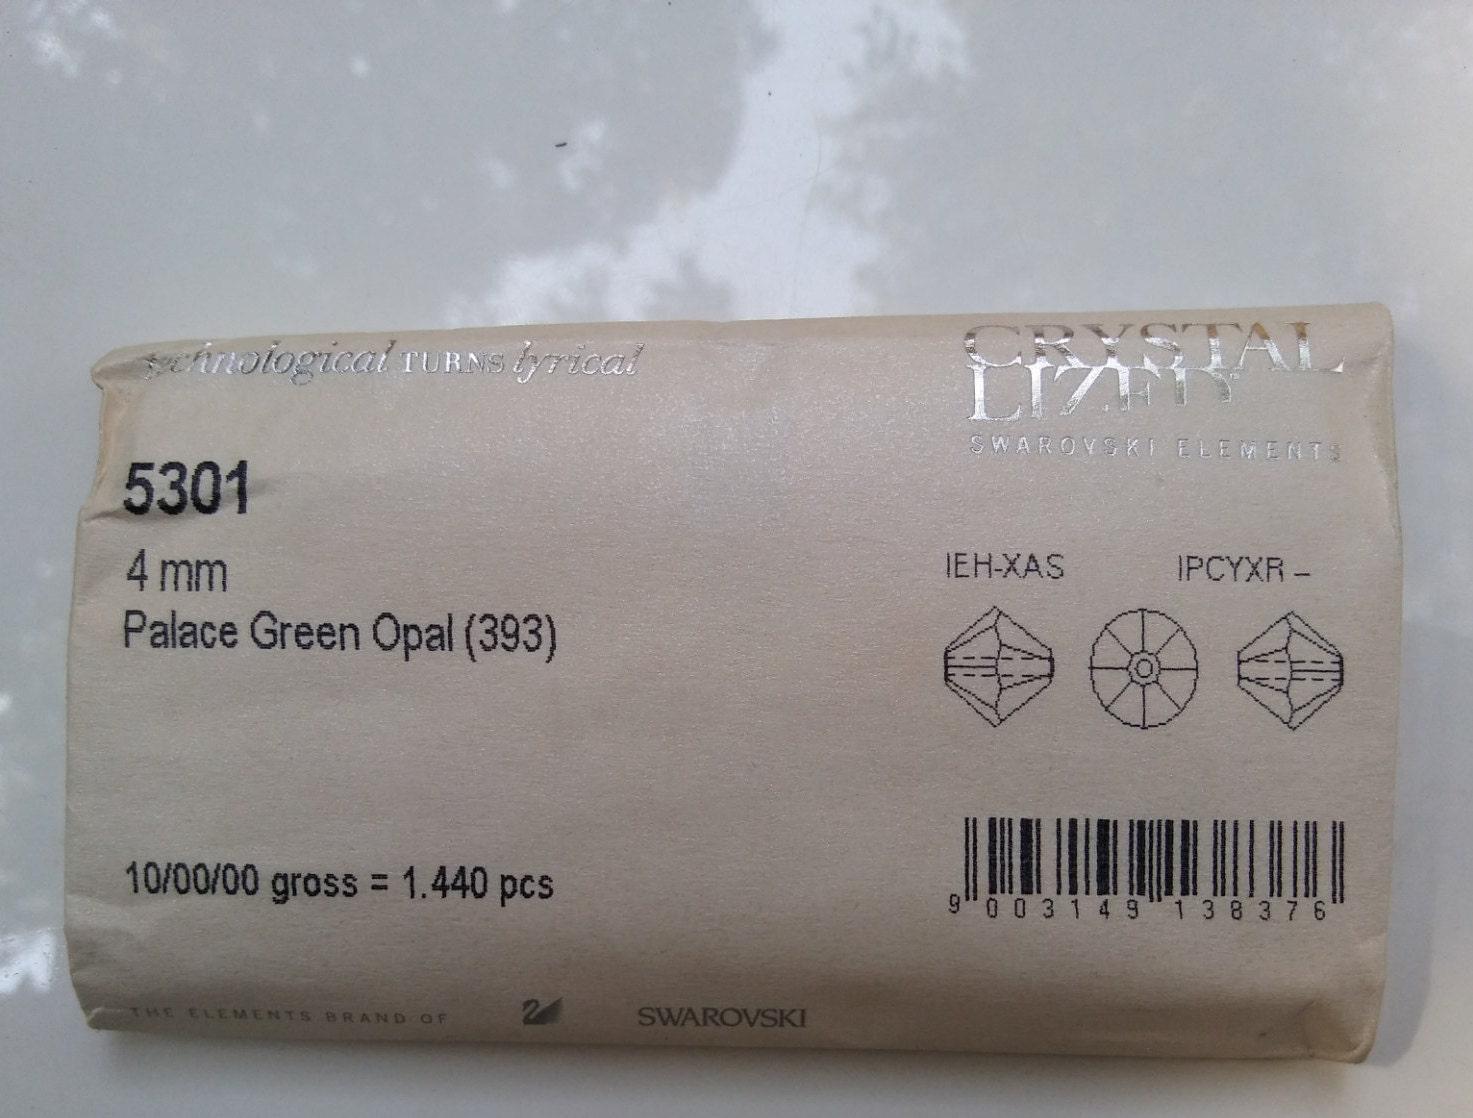 technological TURNS lyrical
CRYSTAL
LIZED™
SWAROVSKI ELEMENTS
5301
4 mm
Palace Green Opal (393)
IEH-XAS
IPCYXR –
10/00/00 gross = 1.440 pcs
9 003149 138376
THE ELEMENTS BRAND OF
SWAROVSKI